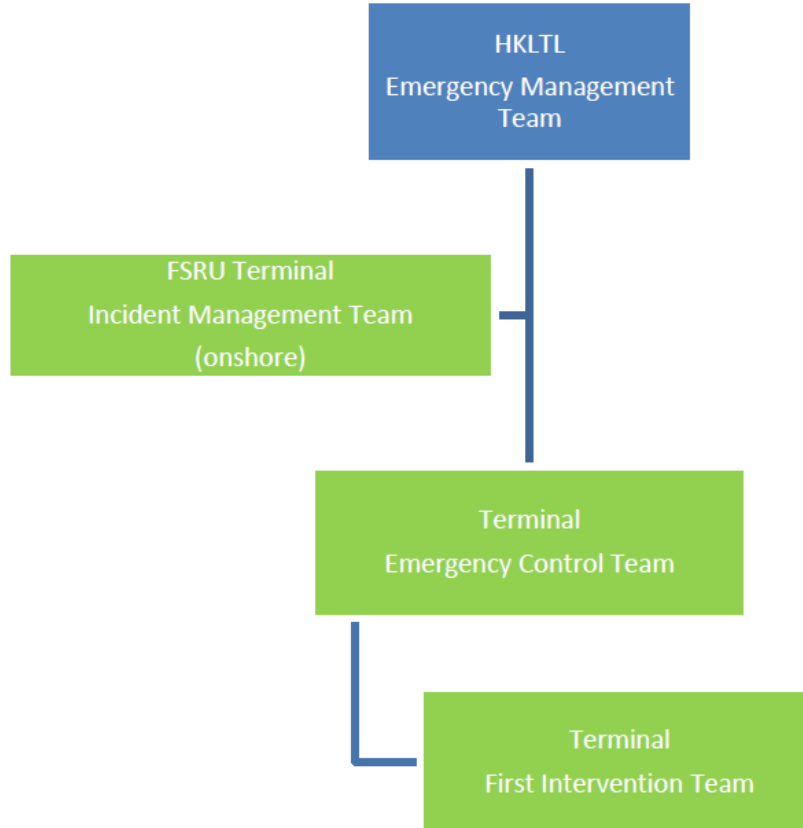 HKLTL
Emergency Management
Team
FSRU Terminal
Incident Management Team
(onshore)
Terminal
Emergency Control Team
Terminal
First Intervention Team